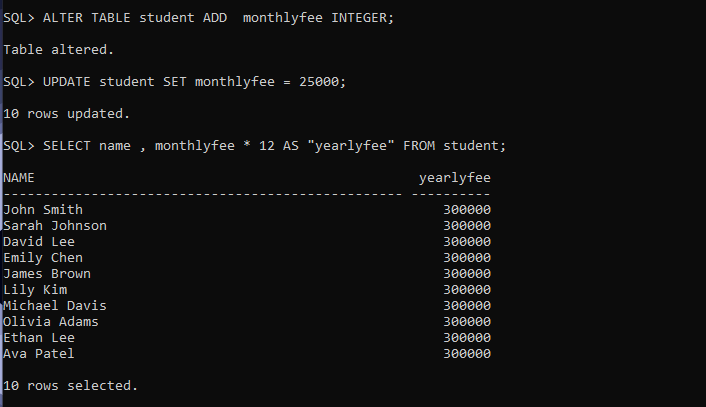 SQL> ALTER TABLE student ADD  monthlyfee INTEGER;
Table altered.
SQL> UPDATE student SET monthlyfee = 25000;
10 rows updated.
SQL> SELECT name , monthlyfee * 12 AS "yearlyfee" FROM student;
NAME                                                yearlyfee
-------------------------------------------------- ----------
John Smith                                             300000
Sarah Johnson                                          300000
David Lee                                              300000
Emily Chen                                             300000
James Brown                                            300000
Lily Kim                                               300000
Michael Davis                                          300000
Olivia Adams                                           300000
Ethan Lee                                              300000
Ava Patel                                              300000
10 rows selected.